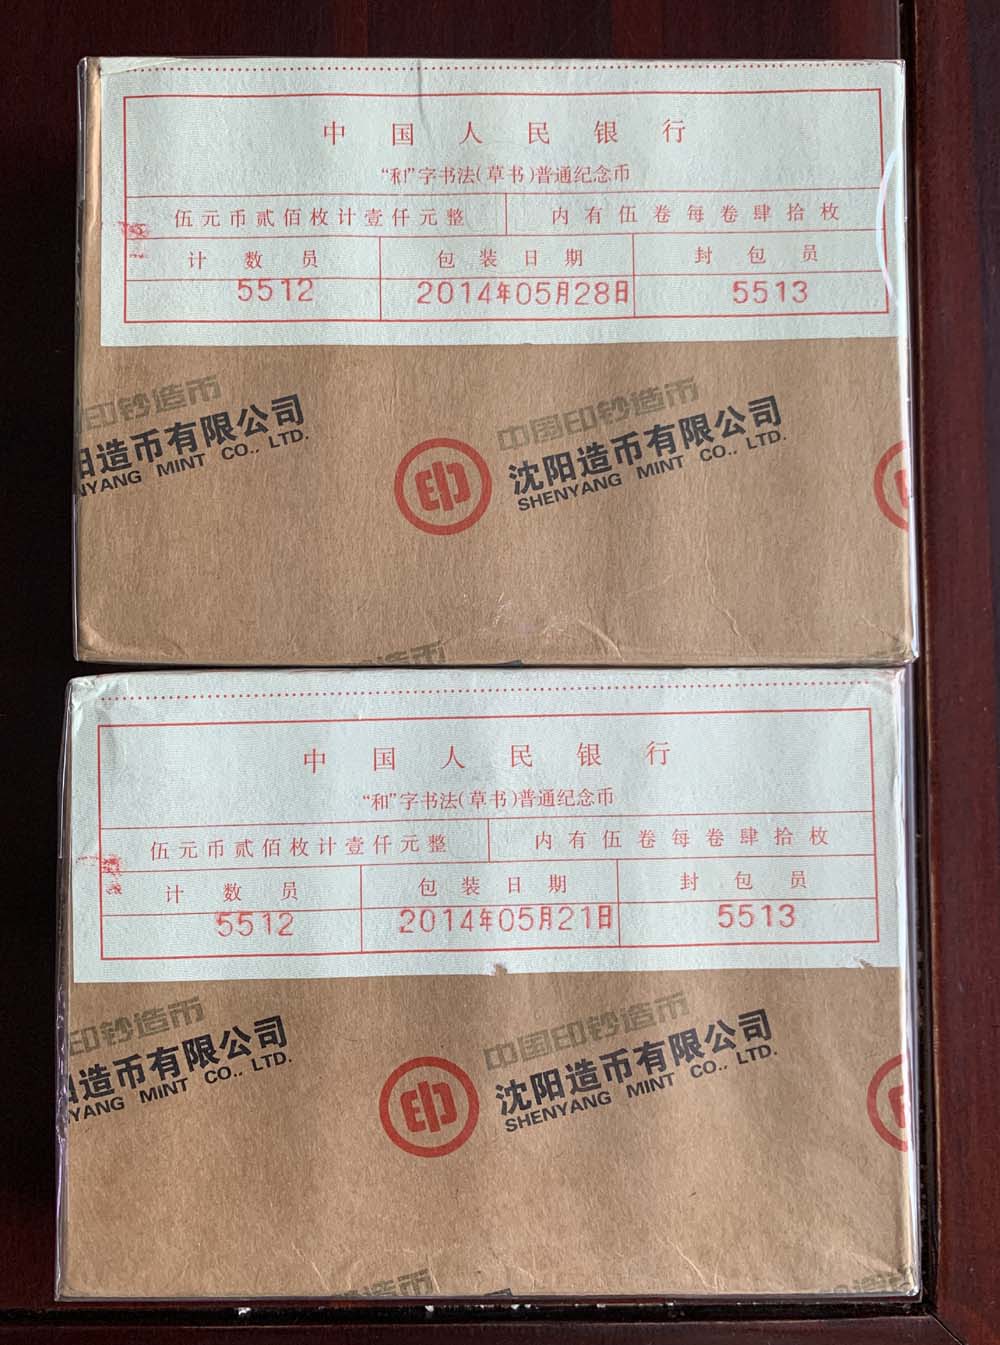 中国人民银行
“和”字书法(草书)普通纪念币
伍元币贰佰枚计壹仟元整 内有伍卷每卷肆拾枚
计数员 包装日期 封包员
5512 2014年05月28日 5513
印钞造币 中国印钞造币
阳造币有限公司 沈阳造币有限公司
NYANG MINT CO., LTD. SHENYANG MINT CO., LTD.
中国人民银行
“和”字书法(草书)普通纪念币
伍元币贰佰枚计壹仟元整 内有伍卷每卷肆拾枚
计数员 包装日期 封包员
5512 2014年05月21日 5513
印钞造币 中国印钞造币
造币有限公司 沈阳造币有限公司
YANG MINT CO., LTD. SHENYANG MINT CO., LTD.